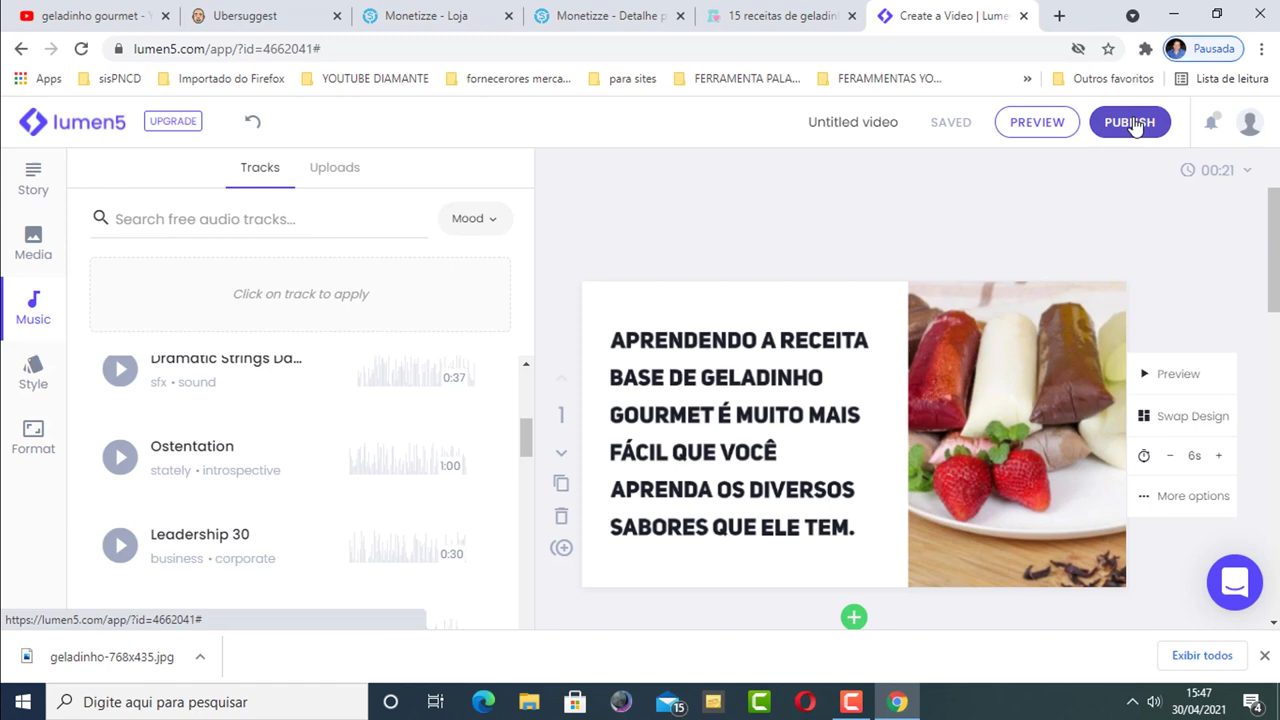 geladinho gourmet -
Ubersuggest
Monetizze - Loja
Monetizze - Detalhe p
15 receitas de geladin
Create a Video | Lume
lumen5.com/app/?id=4662041#
Pausada
Apps
sisPNCD
Importado do Firefox
YOUTUBE DIAMANTE
fornecerores merca...
para sites
FERRAMENTA PALA...
FERAMMENTAS YO...
»
Outros favoritos
Lista de leitura
lumen5
UPGRADE
Untitled video
SAVED
PREVIEW
PUBLISH
Story
Media
Music
Style
Format
Tracks
Uploads
Search free audio tracks...
Mood
Click on track to apply
Dramatic Strings Da...
sfx • sound
0:37
Ostentation
stately • introspective
1:00
Leadership 30
business • corporate
0:30
00:21
1
APRENDENDO A RECEITA
BASE DE GELADINHO
GOURMET É MUITO MAIS
FÁCIL QUE VOCÊ
APRENDA OS DIVERSOS
SABORES QUE ELE TEM.
Preview
Swap Design
- 6s +
More options
https://lumen5.com/app/?id=4662041#
geladinho-768x435.jpg
Exibir todos
Digite aqui para pesquisar
15
15:47
30/04/2021
4